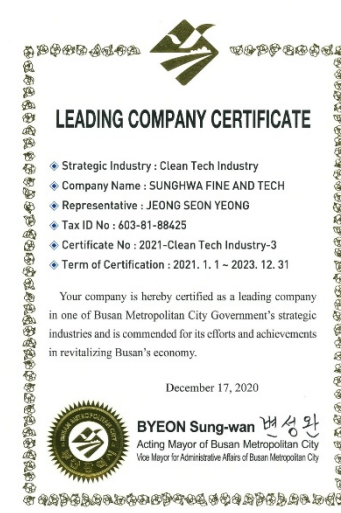 LEADING COMPANY CERTIFICATE
Strategic Industry : Clean Tech Industry
Company Name : SUNGHWA FINE AND TECH
Representative : JEONG SEON YEONG
Tax ID No : 603-81-88425
Certificate No : 2021-Clean Tech Industry-3
Term of Certification : 2021. 1. 1 ~ 2023. 12. 31
Your company is hereby certified as a leading company
in one of Busan Metropolitan City Government's strategic
industries and is commended for its efforts and achievements
in revitalizing Busan's economy.
December 17, 2020
BYEON Sung-wan 변성완
Acting Mayor of Busan Metropolitan City
Vice Mayor for Administrative Affairs of Busan Metropolitan City
BUSAN METROPOLITAN CITY